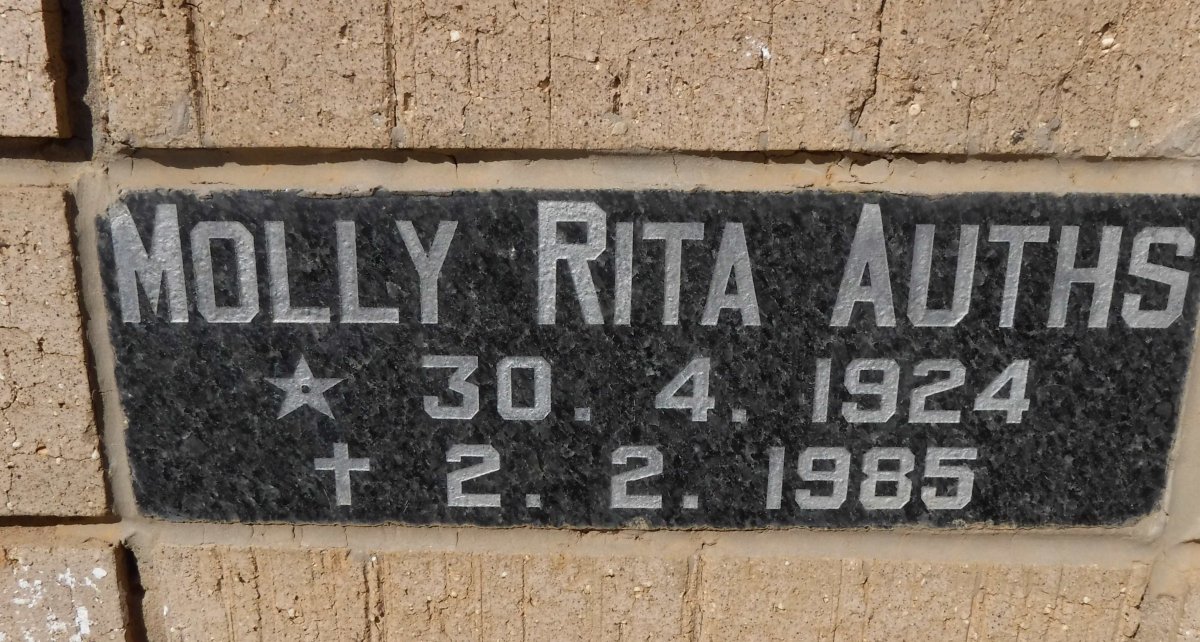 MOLLY RITA AUTHS
★ 30. 4. 1924
✝ 2. 2. 1985